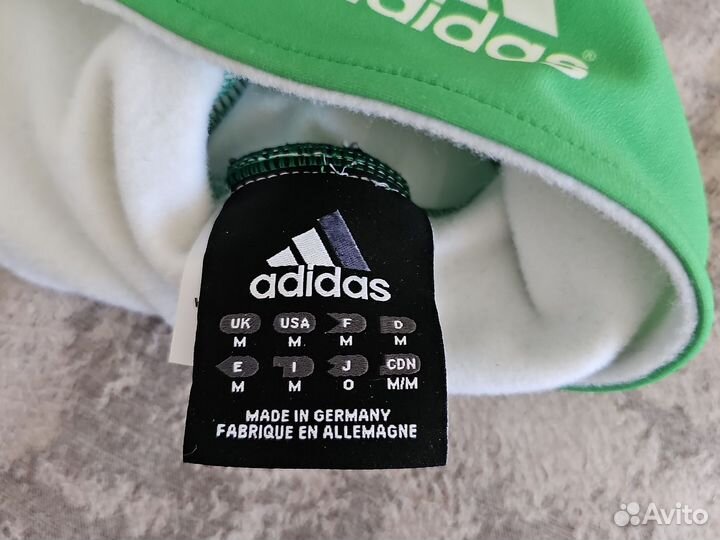 adidas®
adidas
UK USA F D
M M M M
E I J CDN
M M O M/M
MADE IN GERMANY
FABRIQUE EN ALLEMAGNE
Avito